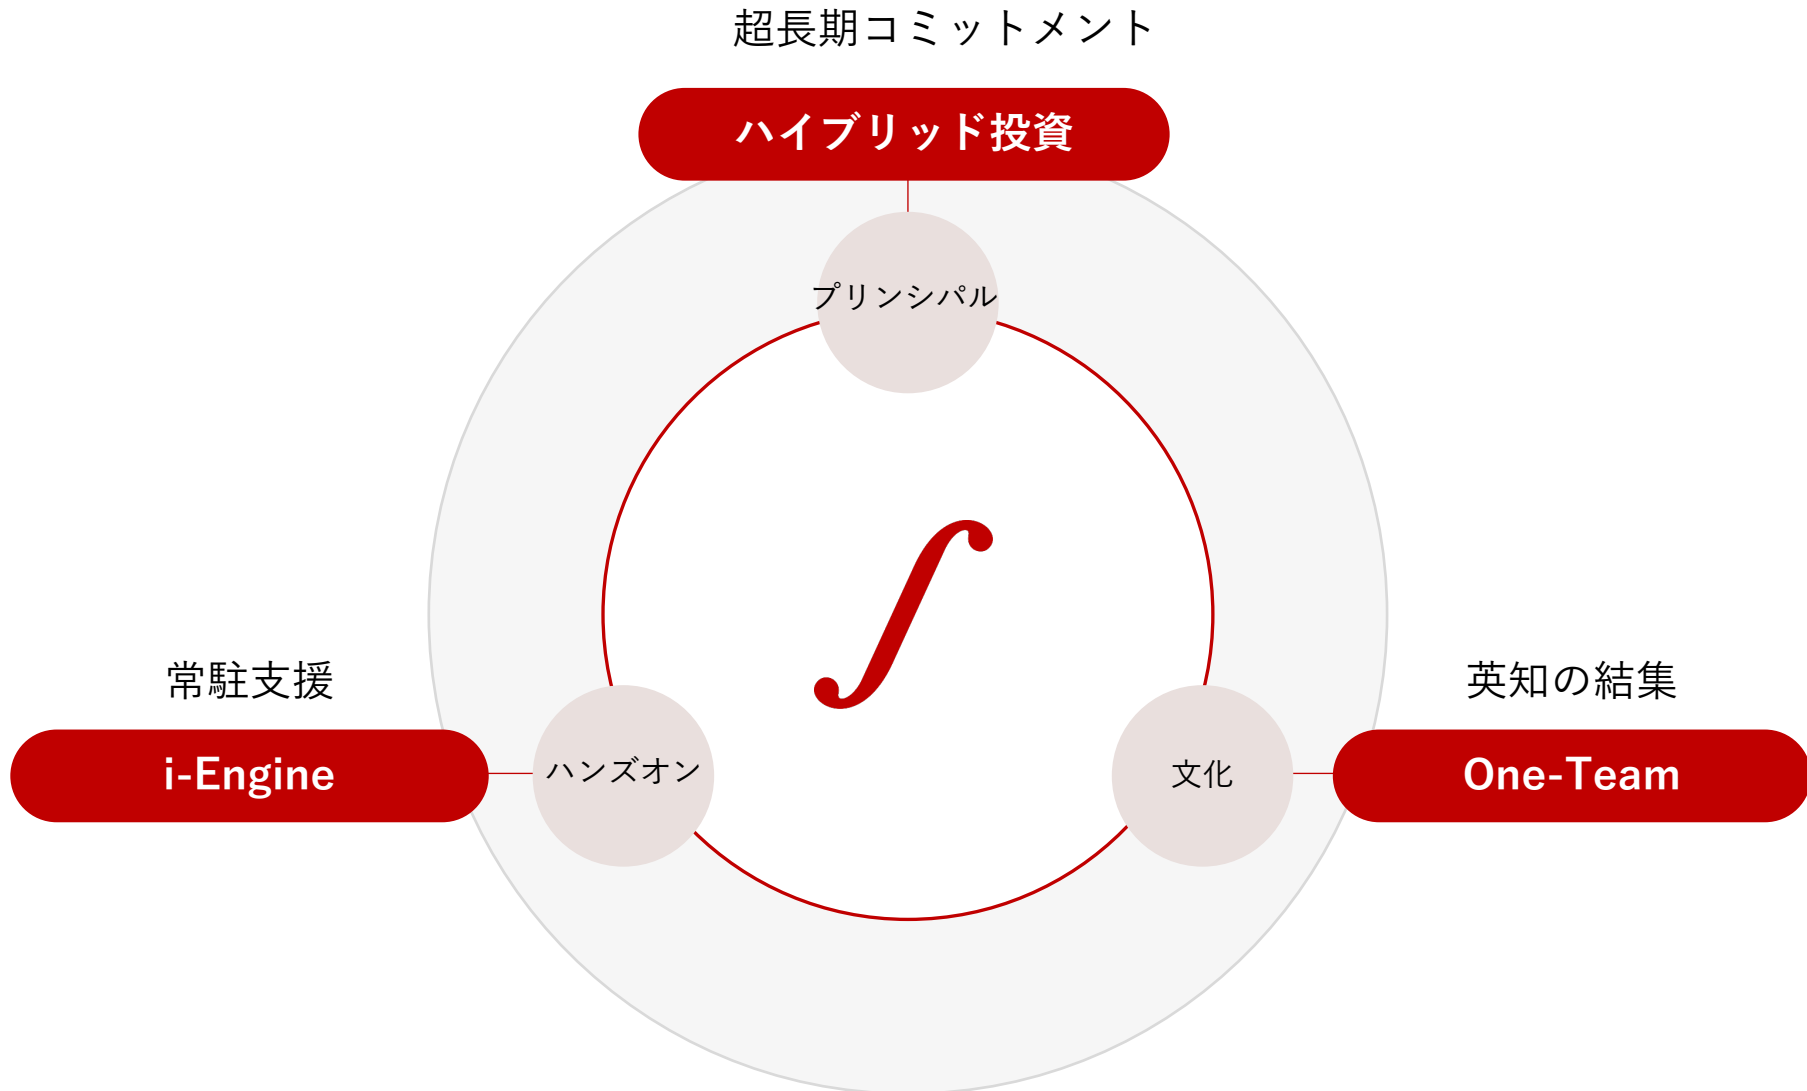 超長期コミットメント
ハイブリッド投資
プリンシパル
∫
常駐支援
i-Engine
ハンズオン
文化
英知の結集
One-Team